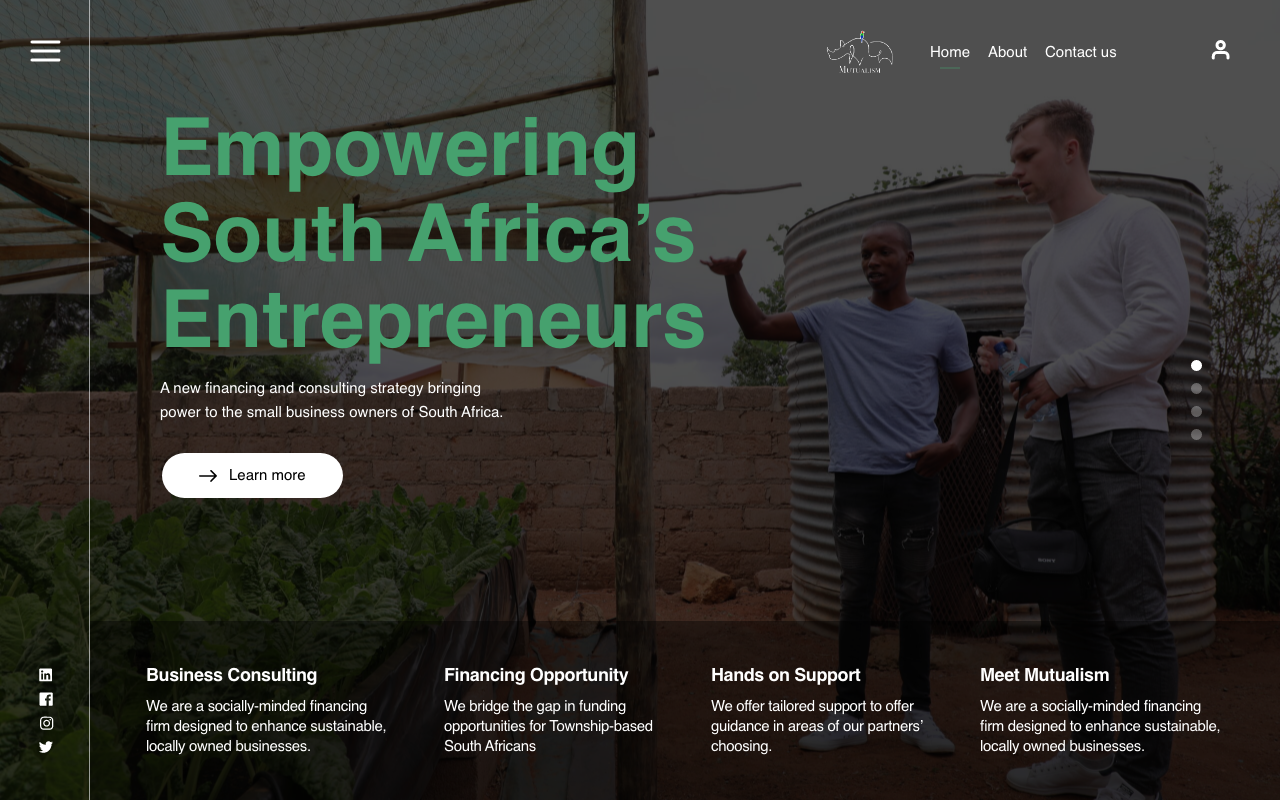 MUTUALISM
Home
About
Contact us
Empowering
South Africa’s
Entrepreneurs
A new financing and consulting strategy bringing
power to the small business owners of South Africa.
Learn more
SONY
Business Consulting
We are a socially-minded financing
firm designed to enhance sustainable,
locally owned businesses.
Financing Opportunity
We bridge the gap in funding
opportunities for Township-based
South Africans
Hands on Support
We offer tailored support to offer
guidance in areas of our partners’
choosing.
Meet Mutualism
We are a socially-minded financing
firm designed to enhance sustainable,
locally owned businesses.